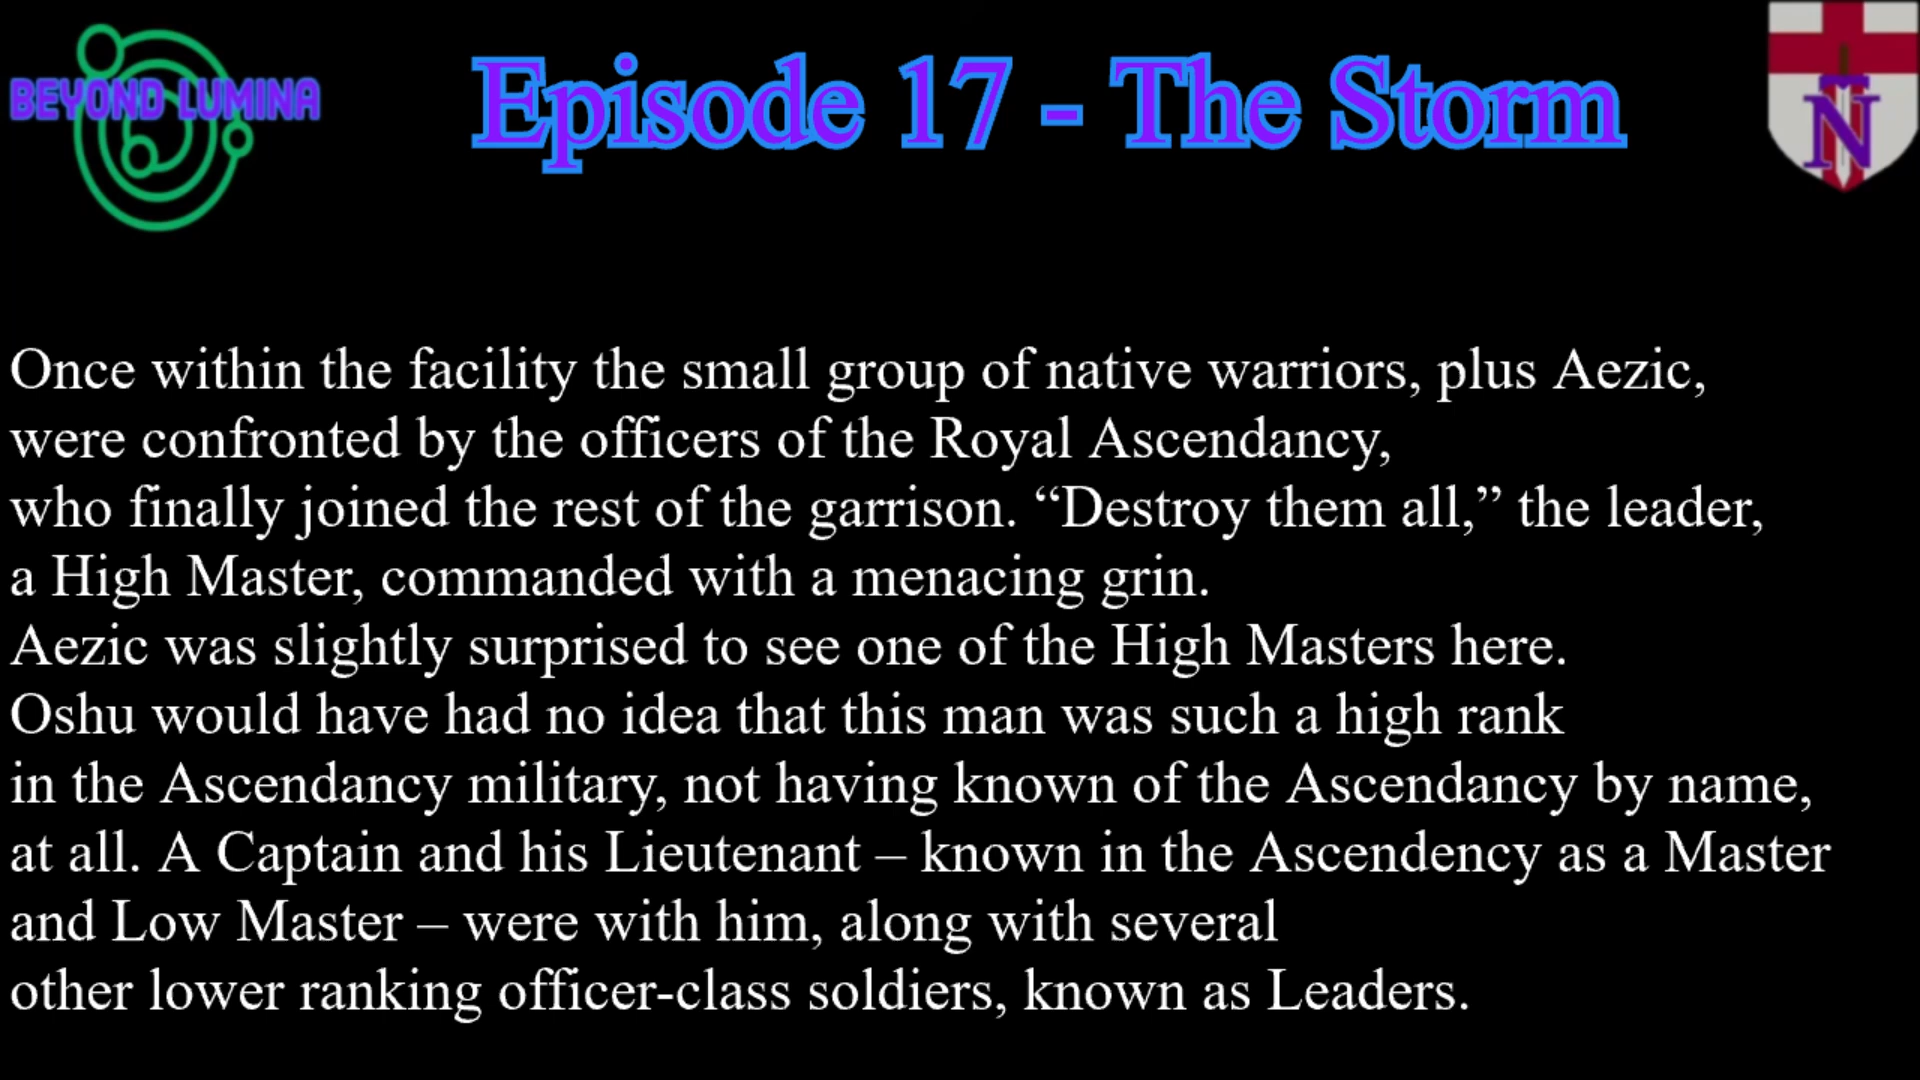 BEYOND LUMINA
Episode 17 - The Storm
N
Once within the facility the small group of native warriors, plus Aezic,
were confronted by the officers of the Royal Ascendancy,
who finally joined the rest of the garrison. “Destroy them all,” the leader,
a High Master, commanded with a menacing grin.
Aezic was slightly surprised to see one of the High Masters here.
Oshu would have had no idea that this man was such a high rank
in the Ascendancy military, not having known of the Ascendancy by name,
at all. A Captain and his Lieutenant – known in the Ascendency as a Master
and Low Master – were with him, along with several
other lower ranking officer-class soldiers, known as Leaders.